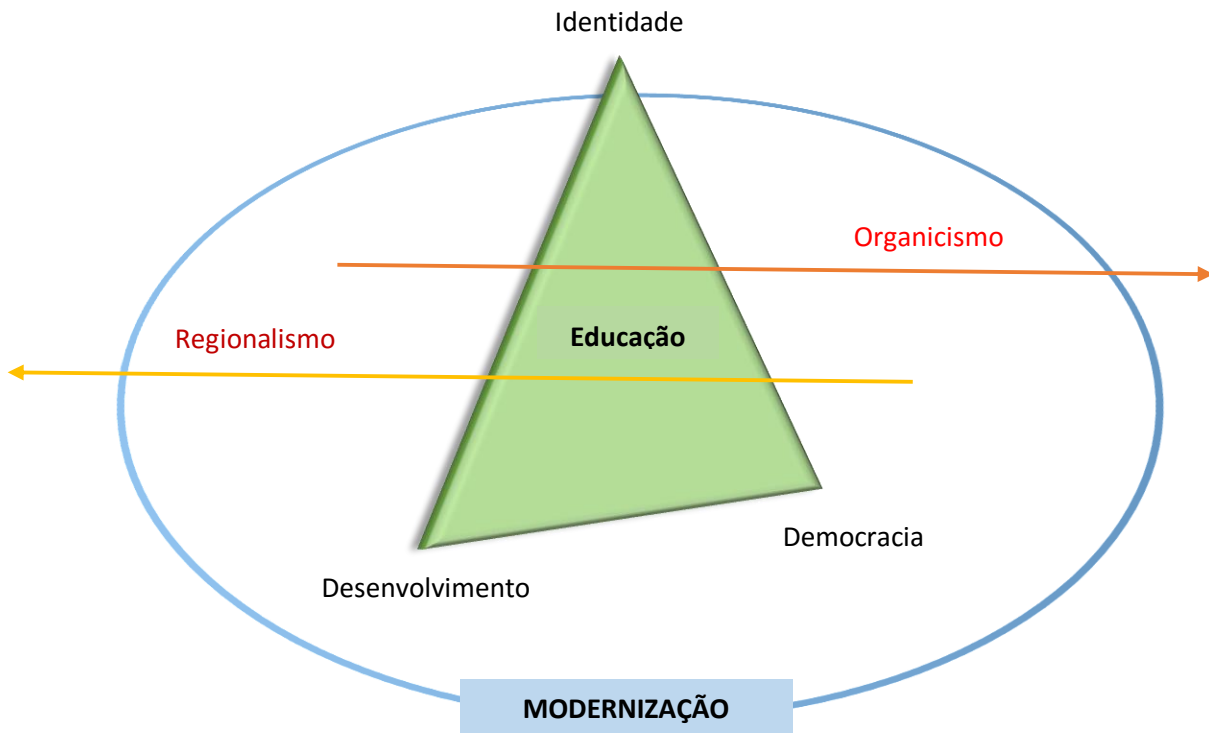 Identidade
Organicismo
Regionalismo
Educação
Democracia
Desenvolvimento
MODERNIZAÇÃO